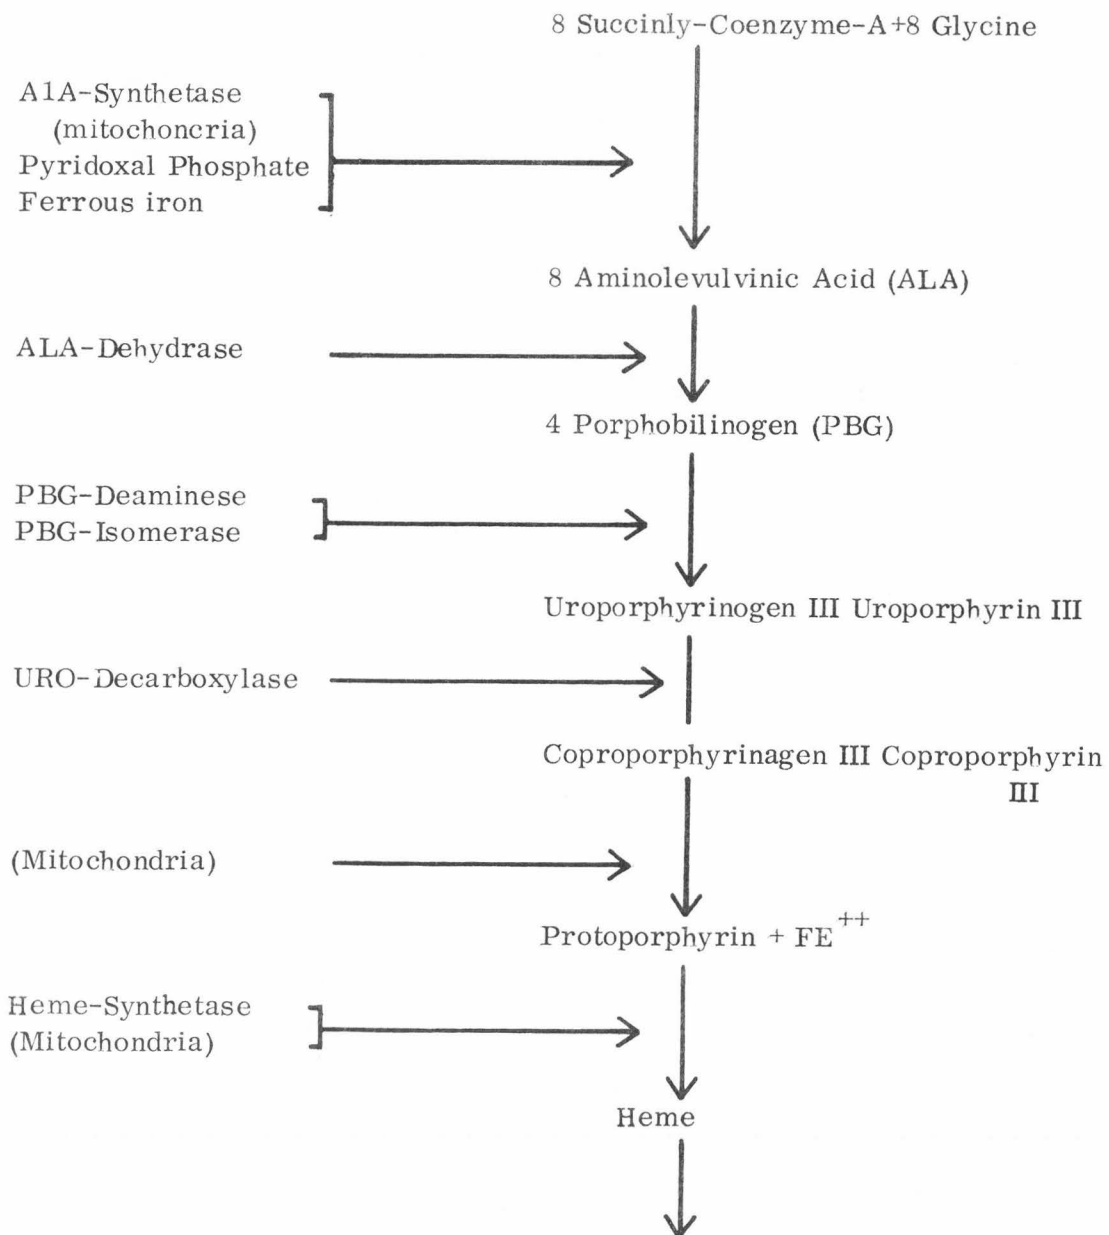 8 Succinly-Coenzyme-A+8 Glycine
A1A-Synthetase
(mitochoncria)
Pyridoxal Phosphate
Ferrous iron
8 Aminolevulvinic Acid (ALA)
ALA-Dehydrase
4 Porphobilinogen (PBG)
PBG-Deaminese
PBG-Isomerase
Uroporphyrinogen III Uroporphyrin III
URO-Decarboxylase
Coproporphyrinagen III Coproporphyrin
III
(Mitochondria)
Protoporphyrin + FE++
Heme-Synthetase
(Mitochondria)
Heme